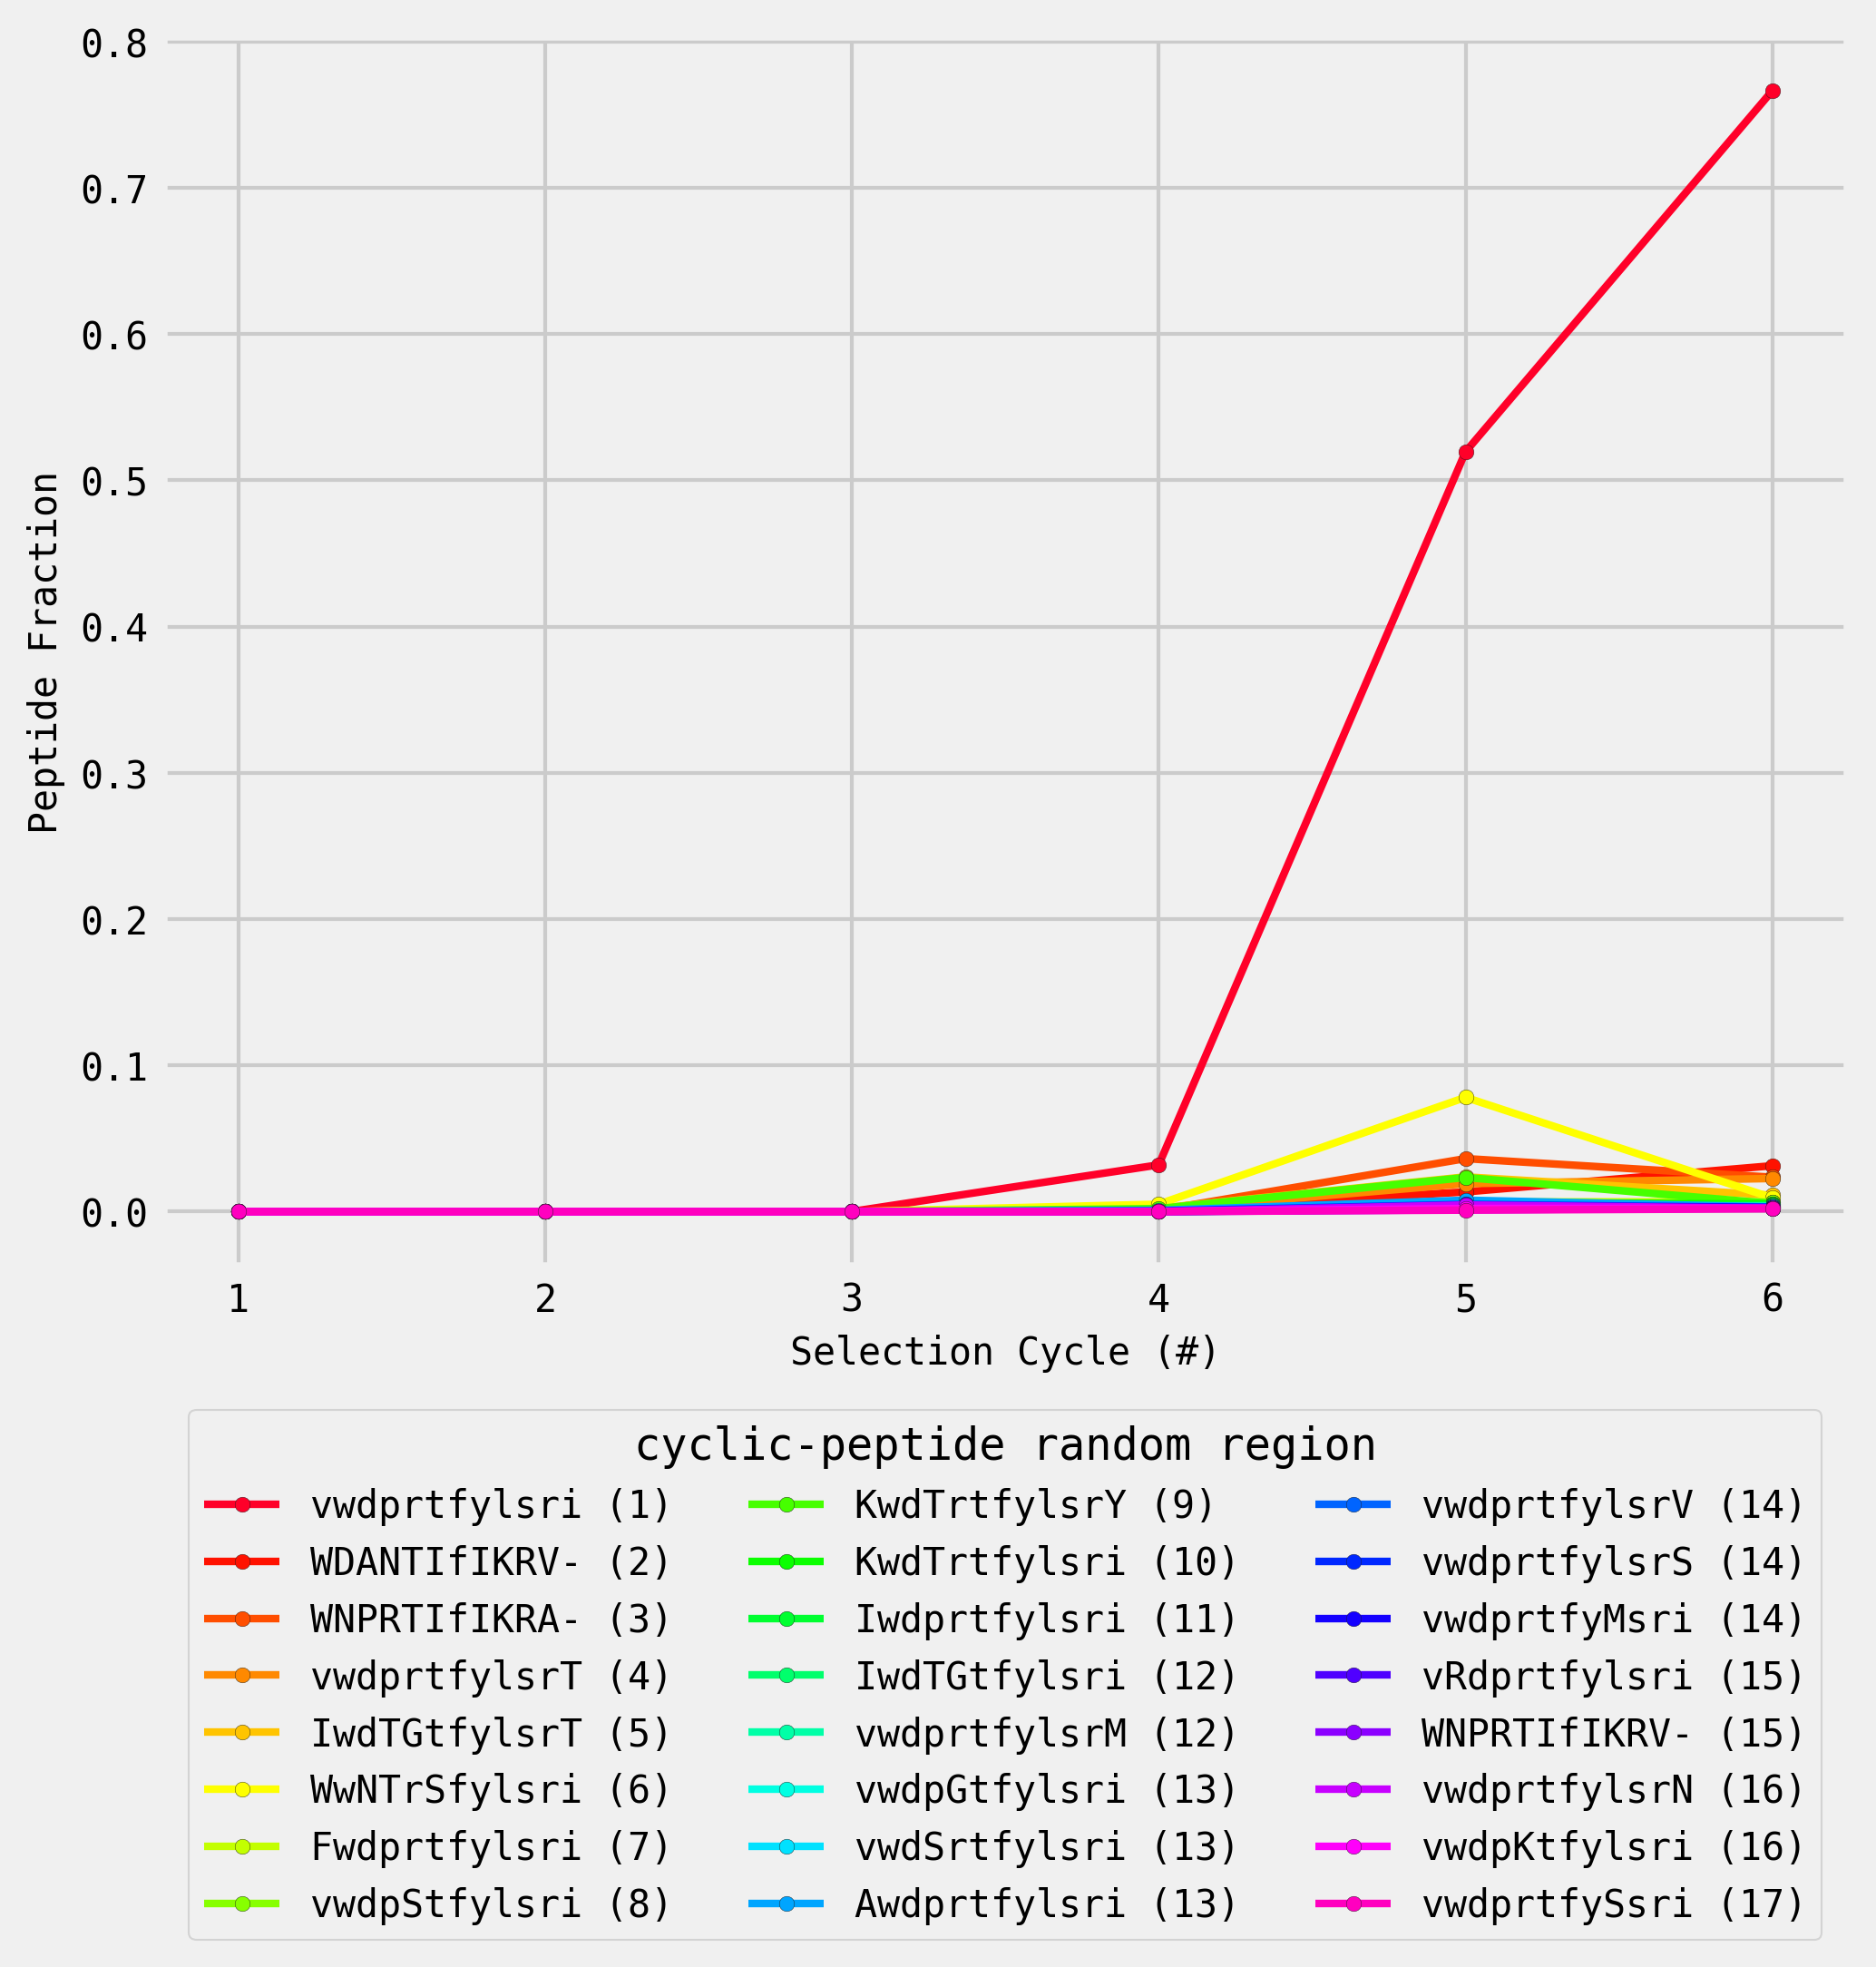 0.8
0.7
0.6
0.5
0.4
0.3
0.2
0.1
0.0
Peptide Fraction
1 2 3 4 5 6
Selection Cycle (#)
cyclic-peptide random region
vwdprtfylsri (1)
WDANTIfIKRV- (2)
WNPRTIfIKRA- (3)
vwdprtfylsrT (4)
IwdTGtfylsrT (5)
WwNTrSfylsri (6)
Fwdprtfylsri (7)
vwdpStfylsri (8)
KwdTrtfylsrY (9)
KwdTrtfylsri (10)
Iwdprtfylsri (11)
IwdTGtfylsri (12)
vwdprtfylsrM (12)
vwdpGtfylsri (13)
vwdSrtfylsri (13)
Awdprtfylsri (13)
vwdprtfylsrV (14)
vwdprtfylsrS (14)
vwdprtfyMsri (14)
vRdprtfylsri (15)
WNPRTIfIKRV- (15)
vwdprtfylsrN (16)
vwdpKtfylsri (16)
vwdprtfySsri (17)